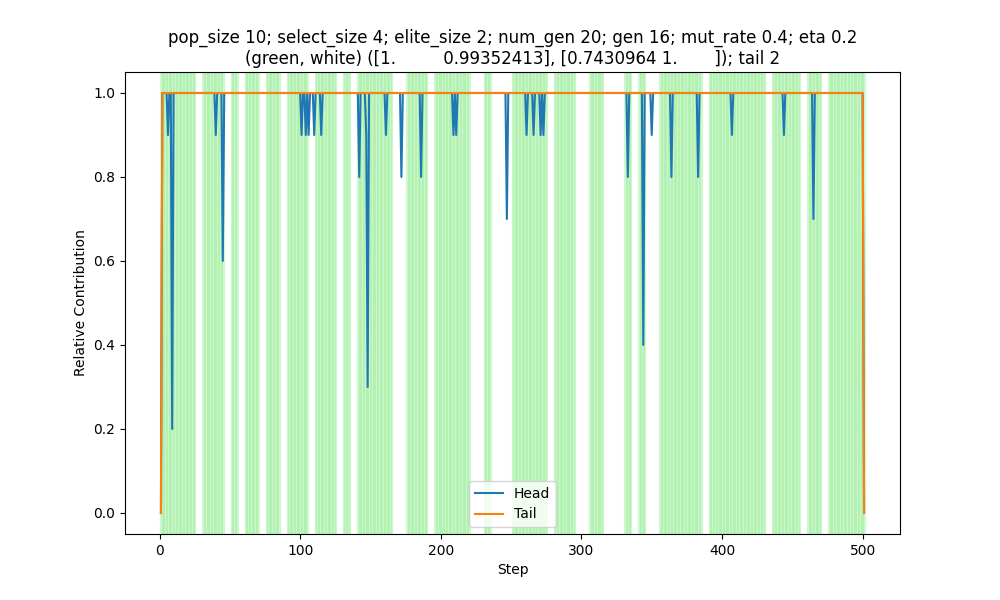 pop_size 10; select_size 4; elite_size 2; num_gen 20; gen 16; mut_rate 0.4; eta 0.2
(green, white) ([1.         0.99352413], [0.7430964 1.       ]); tail 2
Relative Contribution
1.0
0.8
0.6
0.4
0.2
0.0
Head
Tail
0 100 200 300 400 500
Step